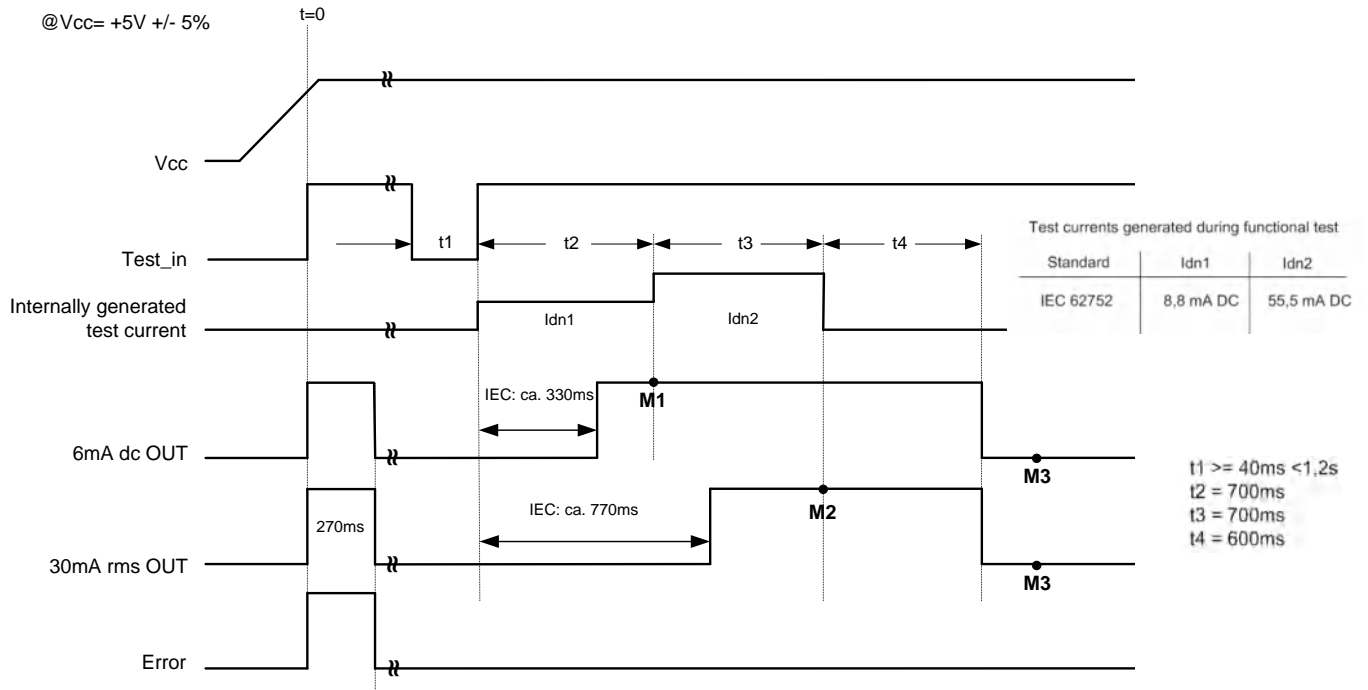 @Vcc= +5V +/- 5%
t=0
Vcc
Test_in
t1
t2
t3
t4
Test currents generated during functional test
Standard
Idn1
Idn2
IEC 62752
8,8 mA DC
55,5 mA DC
Internally generated
test current
Idn1
Idn2
IEC: ca. 330ms
M1
6mA dc OUT
M3
t1 >= 40ms <1,2s
t2 = 700ms
t3 = 700ms
t4 = 600ms
270ms
IEC: ca. 770ms
M2
30mA rms OUT
M3
Error